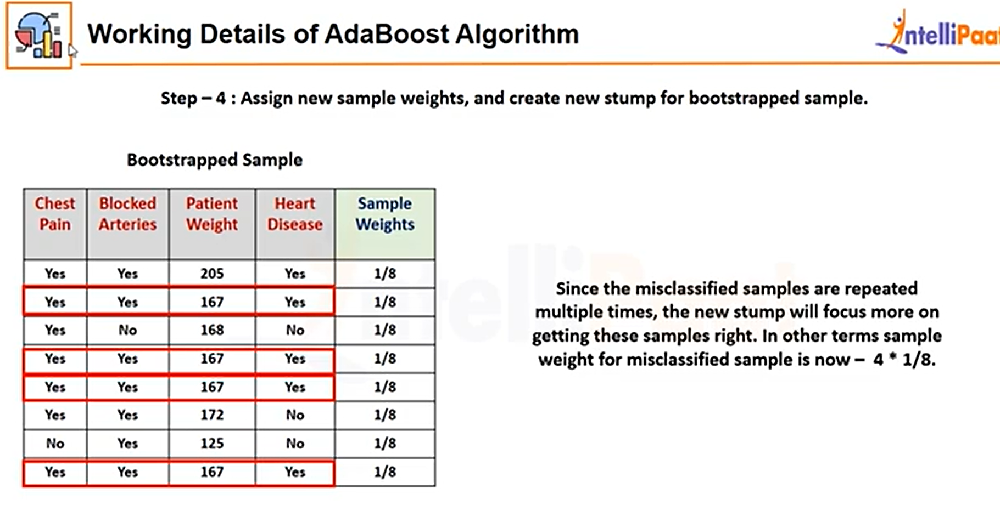 Working Details of AdaBoost Algorithm
Step – 4 : Assign new sample weights, and create new stump for bootstrapped sample.
Bootstrapped Sample
Chest Pain Blocked Arteries Patient Weight Heart Disease Sample Weights
Yes Yes 205 Yes 1/8
Yes Yes 167 Yes 1/8
Yes No 168 No 1/8
Yes Yes 167 Yes 1/8
Yes Yes 167 Yes 1/8
Yes Yes 172 No 1/8
No Yes 125 No 1/8
Yes Yes 167 Yes 1/8
Since the misclassified samples are repeated
multiple times, the new stump will focus more on
getting these samples right. In other terms sample
weight for misclassified sample is now – 4 * 1/8.